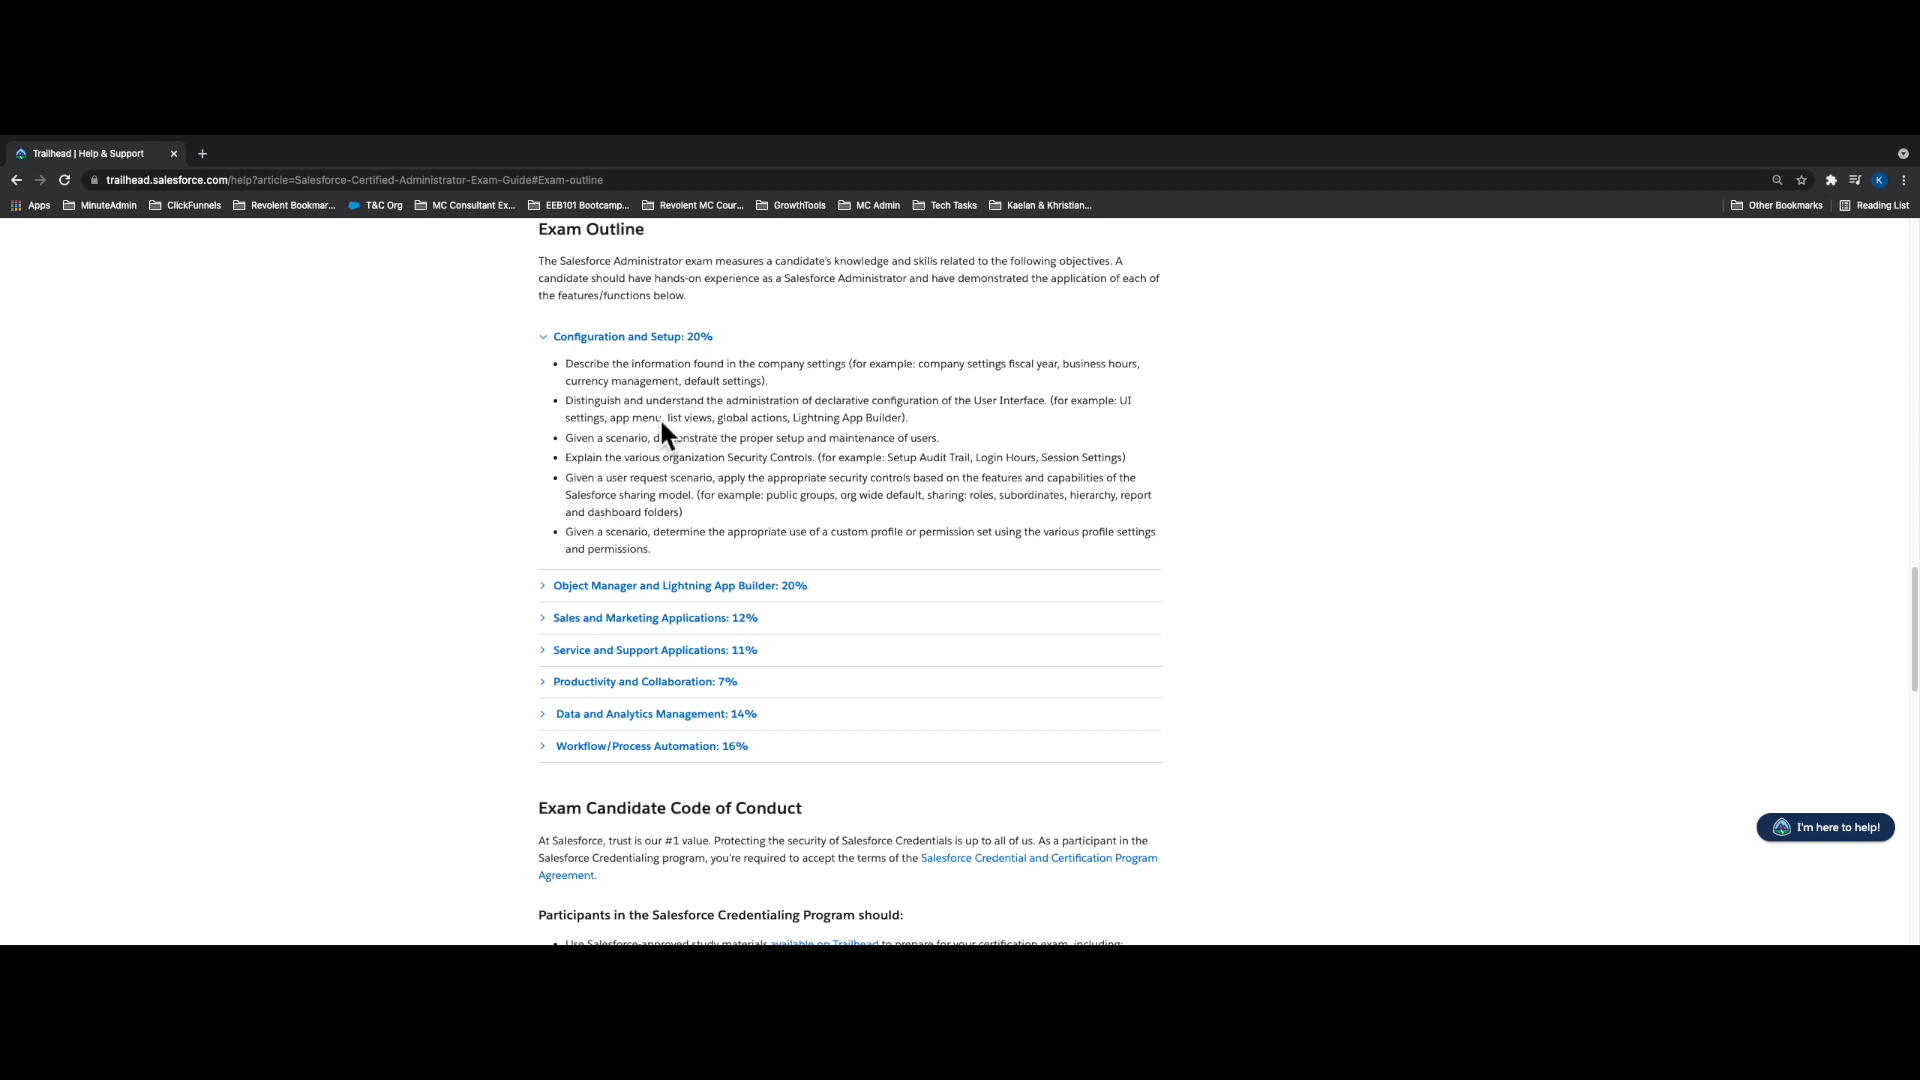 Trailhead | Help & Support
trailhead.salesforce.com/help?article=Salesforce-Certified-Administrator-Exam-Guide#Exam-outline
K
Apps MinuteAdmin ClickFunnels Revolent Bookmar... T&C Org MC Consultant Ex... EEB101 Bootcamp... Revolent MC Cour... GrowthTools MC Admin Tech Tasks Kaelan & Khristian... Other Bookmarks Reading List
Exam Outline
The Salesforce Administrator exam measures a candidate's knowledge and skills related to the following objectives. A
candidate should have hands-on experience as a Salesforce Administrator and have demonstrated the application of each of
the features/functions below.
Configuration and Setup: 20%
• Describe the information found in the company settings (for example: company settings fiscal year, business hours,
currency management, default settings).
• Distinguish and understand the administration of declarative configuration of the User Interface. (for example: UI
settings, app menu, list views, global actions, Lightning App Builder).
• Given a scenario, demonstrate the proper setup and maintenance of users.
• Explain the various organization Security Controls. (for example: Setup Audit Trail, Login Hours, Session Settings)
• Given a user request scenario, apply the appropriate security controls based on the features and capabilities of the
Salesforce sharing model. (for example: public groups, org wide default, sharing: roles, subordinates, hierarchy, report
and dashboard folders)
• Given a scenario, determine the appropriate use of a custom profile or permission set using the various profile settings
and permissions.
Object Manager and Lightning App Builder: 20%
Sales and Marketing Applications: 12%
Service and Support Applications: 11%
Productivity and Collaboration: 7%
Data and Analytics Management: 14%
Workflow/Process Automation: 16%
Exam Candidate Code of Conduct
I'm here to help!
At Salesforce, trust is our #1 value. Protecting the security of Salesforce Credentials is up to all of us. As a participant in the
Salesforce Credentialing program, you're required to accept the terms of the Salesforce Credential and Certification Program
Agreement.
Participants in the Salesforce Credentialing Program should:
• Use Salesforce-approved study materials available on Trailhead to prepare for your certification exam, including: